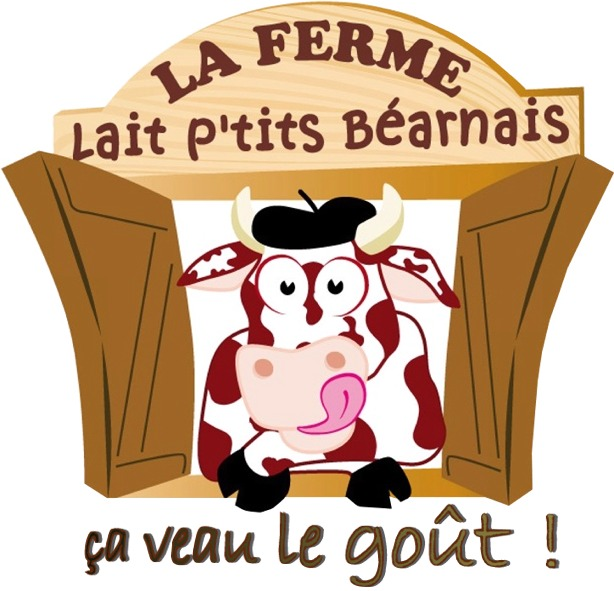 LA FERME
Lait P'tits Béarnais
ça veau le goût !